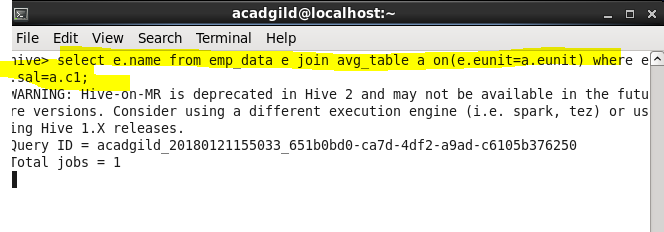 acadgild@localhost:~
File Edit View Search Terminal Help
hive> select e.name from emp_data e join avg_table a on(e.eunit=a.eunit) where e
.sal=a.c1;
WARNING: Hive-on-MR is deprecated in Hive 2 and may not be available in the futu
re versions. Consider using a different execution engine (i.e. spark, tez) or us
ing Hive 1.X releases.
Query ID = acadgild_20180121155033_651b0bd0-ca7d-4df2-a9ad-c6105b376250
Total jobs = 1